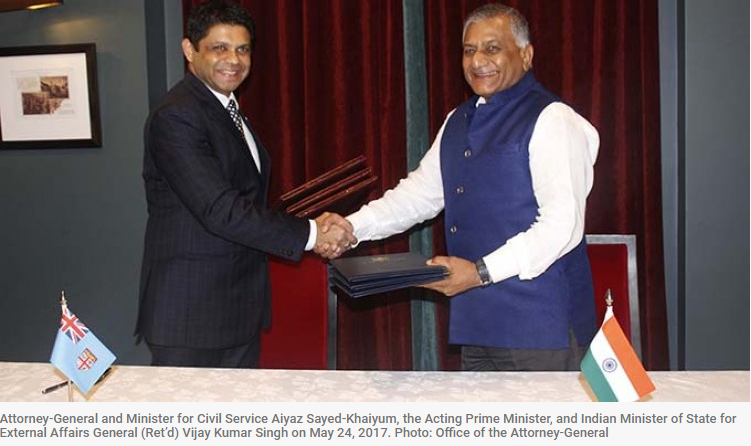 Attorney-General and Minister for Civil Service Aiyaz Sayed-Khaiyum, the Acting Prime Minister, and Indian Minister of State for
External Affairs General (Ret’d) Vijay Kumar Singh on May 24, 2017. Photo: Office of the Attorney-General